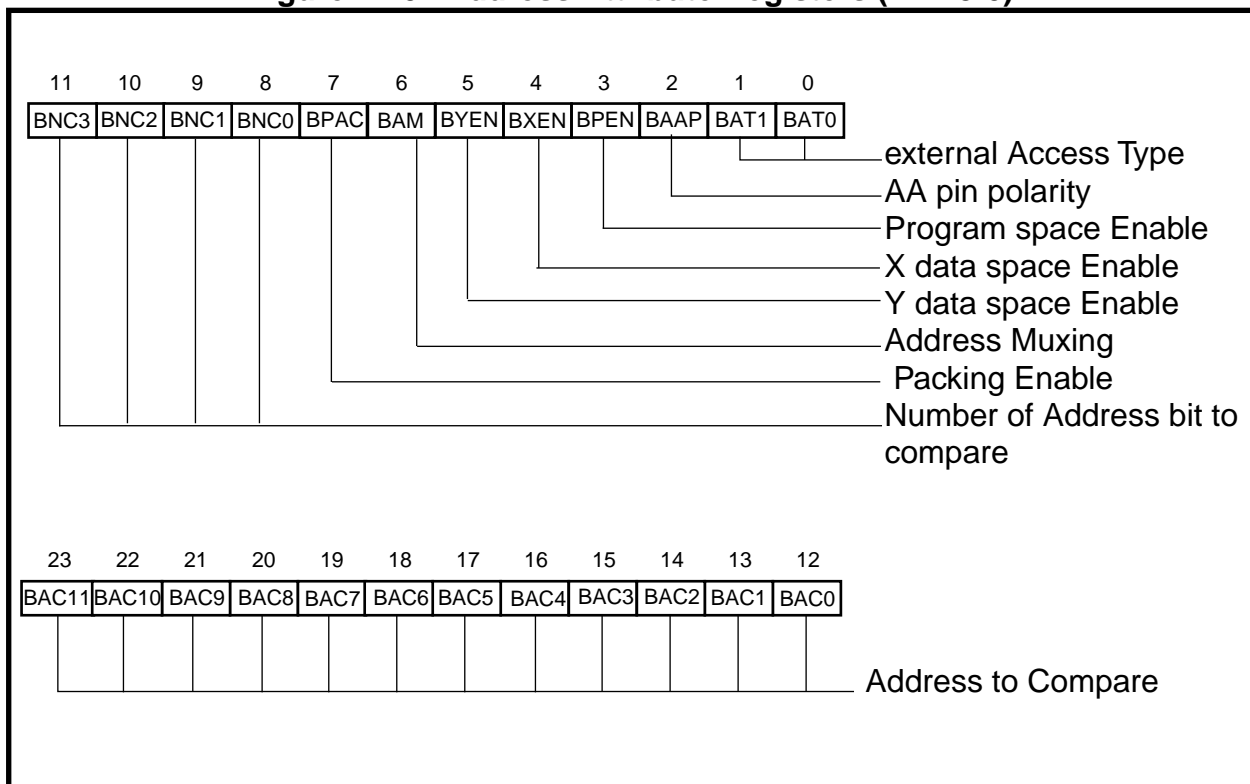 11 10 9 8 7 6 5 4 3 2 1 0
BNC3 BNC2 BNC1 BNC0 BPAC BAM BYEN BXEN BPEN BAAP BAT1 BAT0
external Access Type
AA pin polarity
Program space Enable
X data space Enable
Y data space Enable
Address Muxing
Packing Enable
Number of Address bit to
compare
23 22 21 20 19 18 17 16 15 14 13 12
BAC11 BAC10 BAC9 BAC8 BAC7 BAC6 BAC5 BAC4 BAC3 BAC2 BAC1 BAC0
Address to Compare